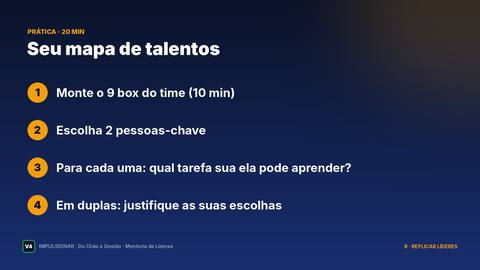 PRÁTICA · 20 MIN
Seu mapa de talentos
1 Monte o 9 box do time (10 min)
2 Escolha 2 pessoas-chave
3 Para cada uma: qual tarefa sua ela pode aprender?
4 Em duplas: justifique as suas escolhas
V4 IMPULSIONAR · Do Chão à Gestão · Mentoria de Líderes
R · REPLICAR LÍDERES